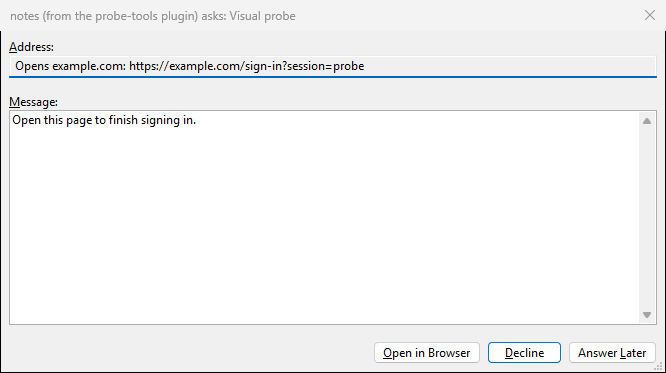 notes (from the probe-tools plugin) asks: Visual probe
Address:
Opens example.com: https://example.com/sign-in?session=probe
Message:
Open this page to finish signing in.
Open in Browser Decline Answer Later